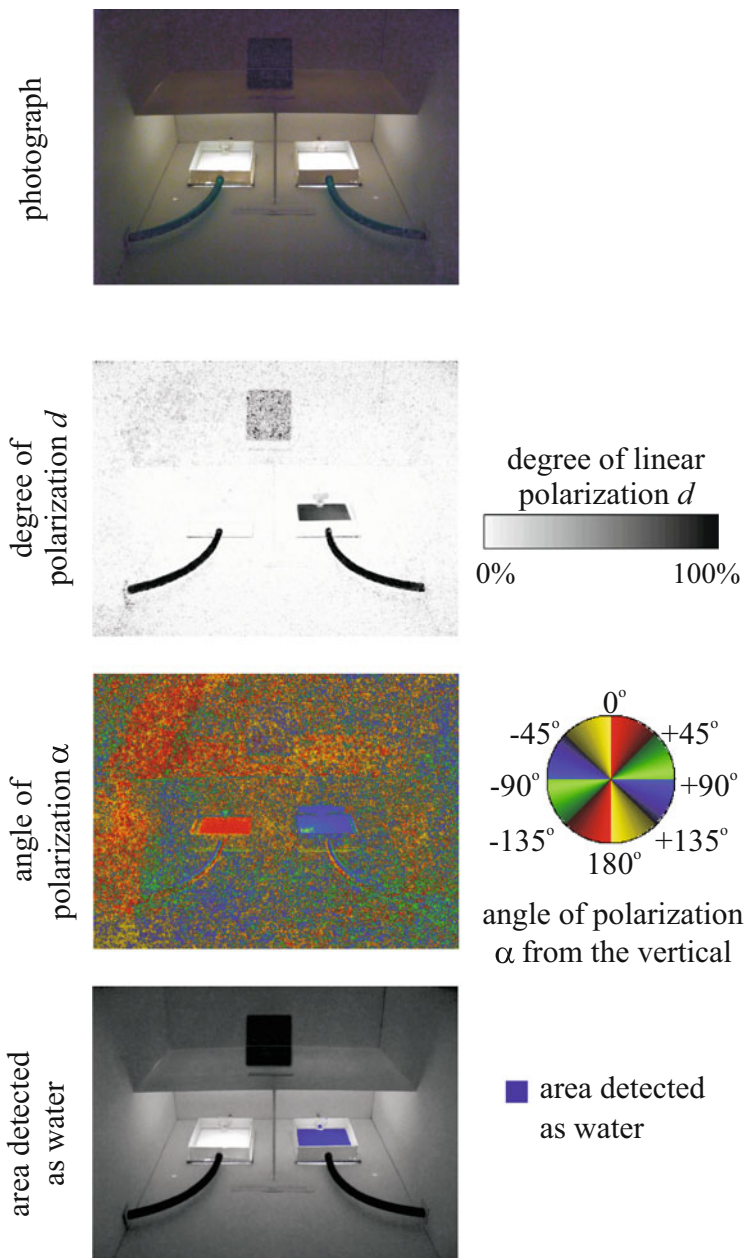 photograph
degree of
polarization d
degree of linear
polarization d
0% 100%
angle of
polarization α
0°
-45° +45°
-90° +90°
-135° +135°
180°
angle of polarization
α from the vertical
area detected
as water
area detected
as water